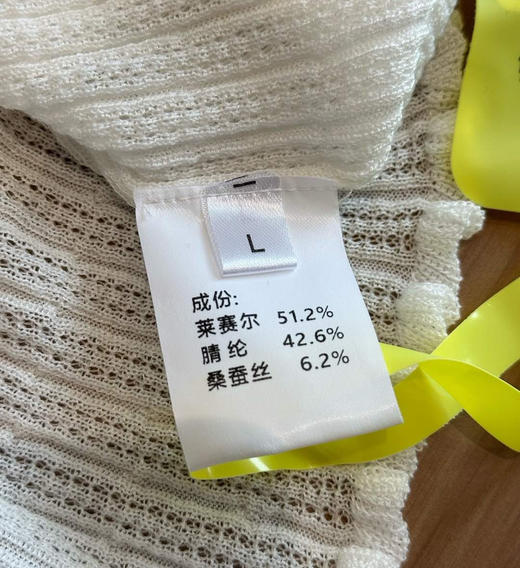 L
成份:
莱赛尔 51.2%
腈纶 42.6%
桑蚕丝 6.2%